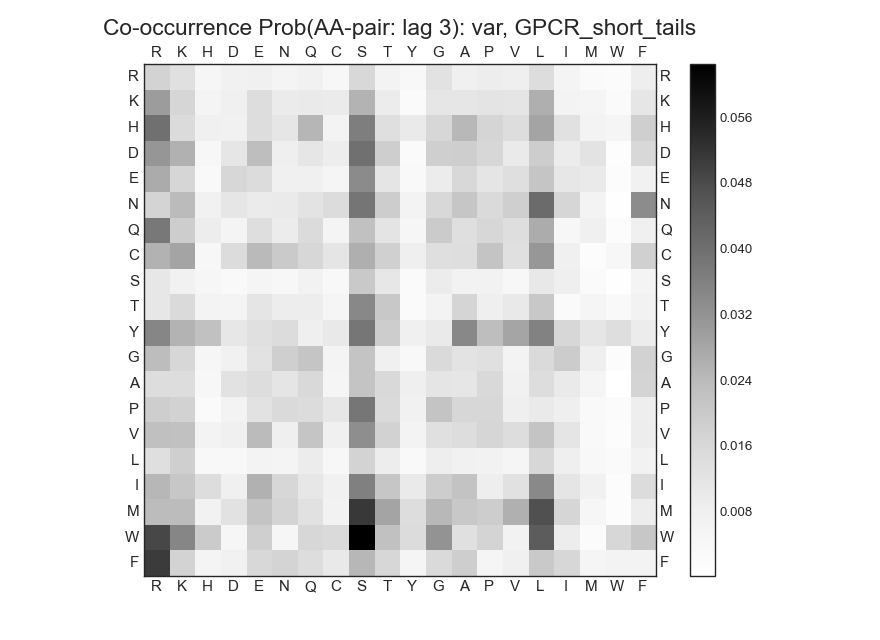 Co-occurrence Prob(AA-pair: lag 3): var, GPCR_short_tails
R K H D E N Q C S T Y G A P V L I M W F
R R
K K
H H
D D
E E
N N
Q Q
C C
S S
T T
Y Y
G G
A A
P P
V V
L L
I I
M M
W W
F F
R K H D E N Q C S T Y G A P V L I M W F
0.056
0.048
0.040
0.032
0.024
0.016
0.008